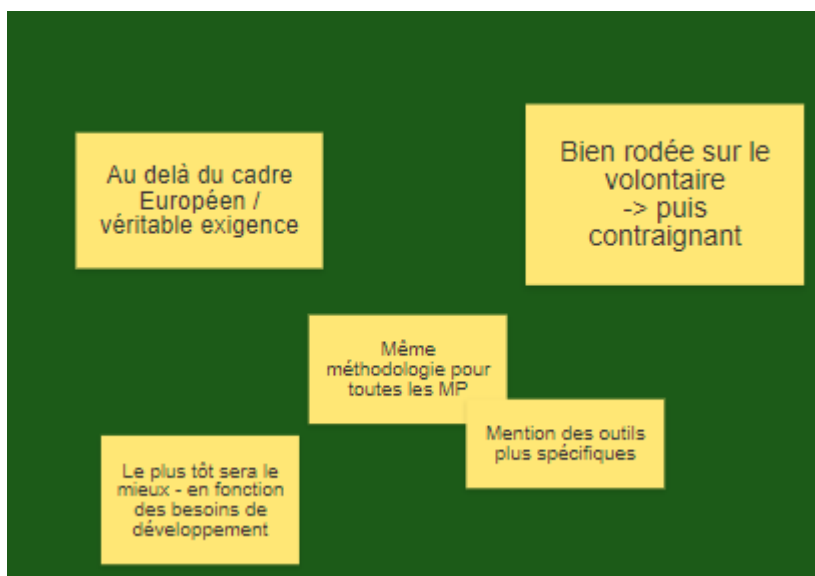 Au delà du cadre
Européen /
véritable exigence
Bien rodée sur le
volontaire
-> puis
contraignant
Même
méthodologie pour
toutes les MP
Mention des outils
plus spécifiques
Le plus tôt sera le
mieux - en fonction
des besoins de
développement